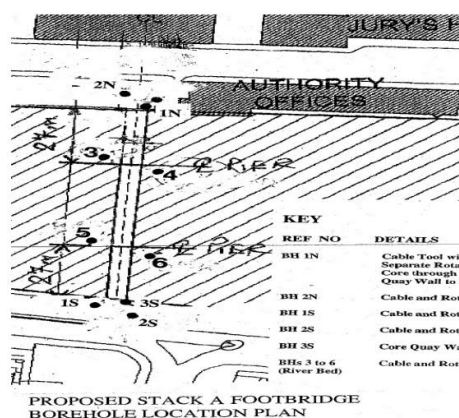 CL
JURY'S H
2N
1N
AUTHORITY
OFFICES
27m
3
4
℄ PIER
KEY
REF NO DETAILS
BH 1N Cable Tool wi
Separate Rota
Core through
Quay Wall to
5
℄ PIER
6
27m
BH 2N Cable and Rot
1S
3S
BH 1S Cable and Rot
2S
BH 2S Cable and Rot
BH 3S Core Quay Wa
BHs 3 to 6 Cable and Rot
(River Bed)
PROPOSED STACK A FOOTBRIDGE
BOREHOLE LOCATION PLAN